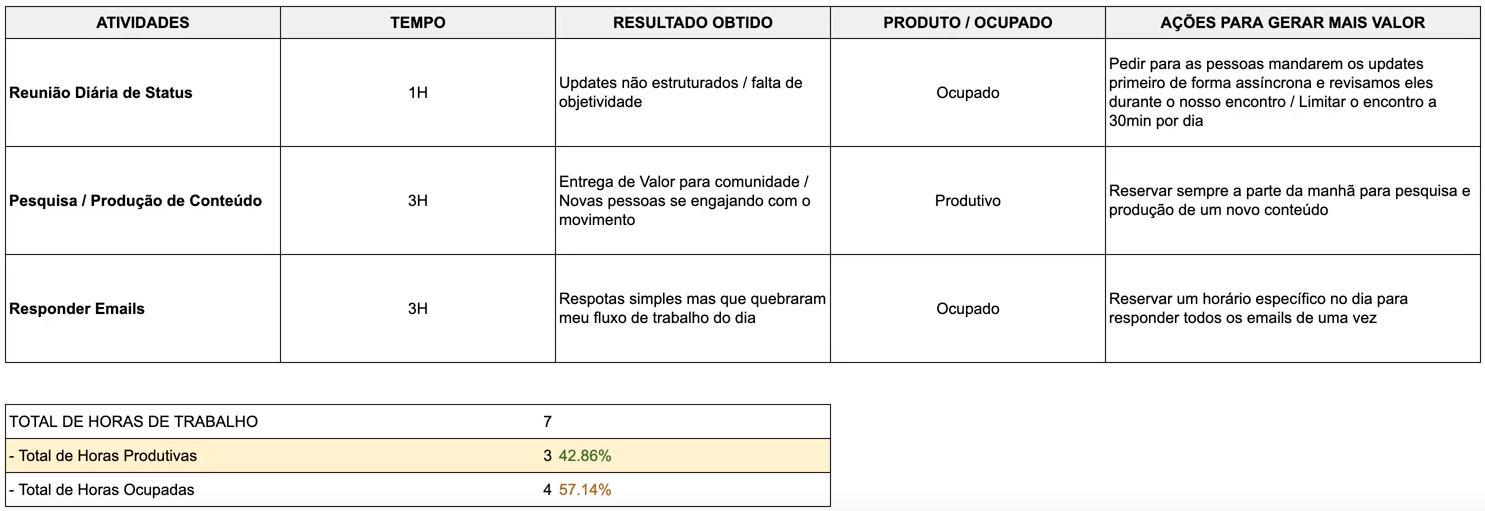 ATIVIDADES TEMPO RESULTADO OBTIDO PRODUTO / OCUPADO AÇÕES PARA GERAR MAIS VALOR
Reunião Diária de Status
1H
Updates não estruturados / falta de
objetividade
Ocupado
Pedir para as pessoas mandarem os updates
primeiro de forma assíncrona e revisamos eles
durante o nosso encontro / Limitar o encontro a
30min por dia
Pesquisa / Produção de Conteúdo
3H
Entrega de Valor para comunidade /
Novas pessoas se engajando com o
movimento
Produtivo
Reservar sempre a parte da manhã para pesquisa e
produção de um novo conteúdo
Responder Emails
3H
Respotas simples mas que quebraram
meu fluxo de trabalho do dia
Ocupado
Reservar um horário específico no dia para
responder todos os emails de uma vez
TOTAL DE HORAS DE TRABALHO 7
- Total de Horas Produtivas 3 42.86%
- Total de Horas Ocupadas 4 57.14%